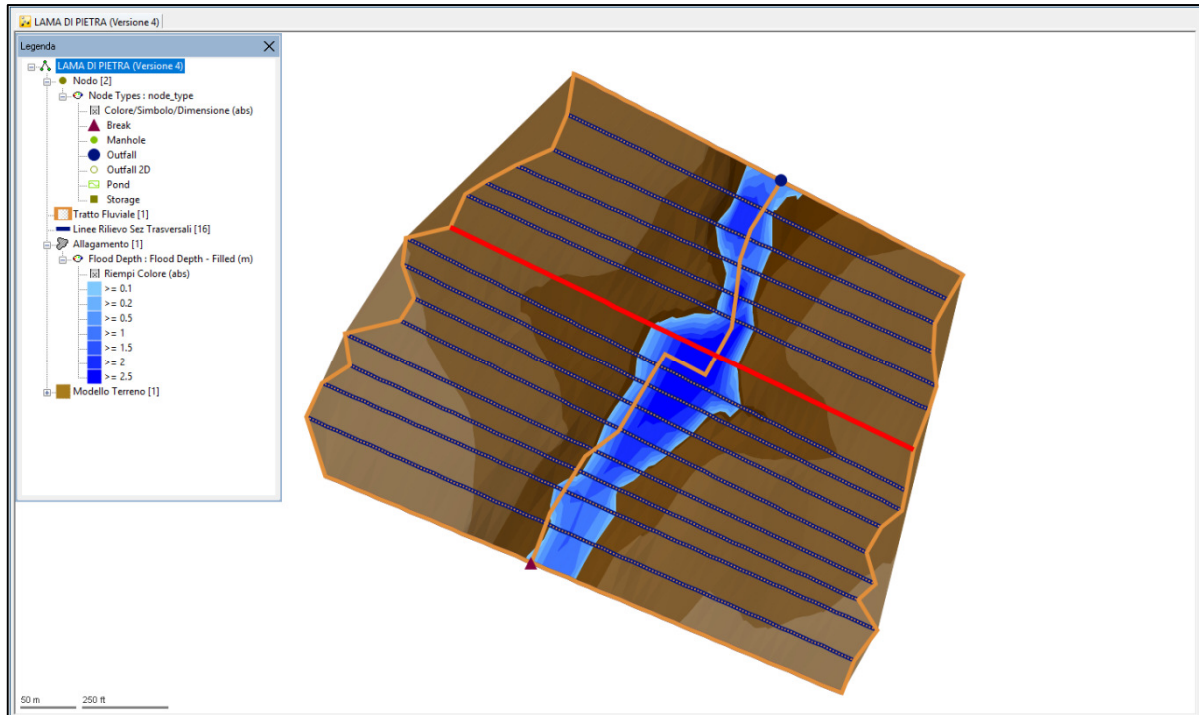 LAMA DI PIETRA (Versione 4)
Legenda
LAMA DI PIETRA (Versione 4)
Nodo [2]
Node Types : node_type
Colore/Simbolo/Dimensione (abs)
Break
Manhole
Outfall
Outfall 2D
Pond
Storage
Tratto Fluviale [1]
Linee Rilievo Sez Trasversali [16]
Allagamento [1]
Flood Depth : Flood Depth - Filled (m)
Riempi Colore (abs)
>= 0.1
>= 0.2
>= 0.5
>= 1
>= 1.5
>= 2
>= 2.5
Modello Terreno [1]
50 m 250 ft